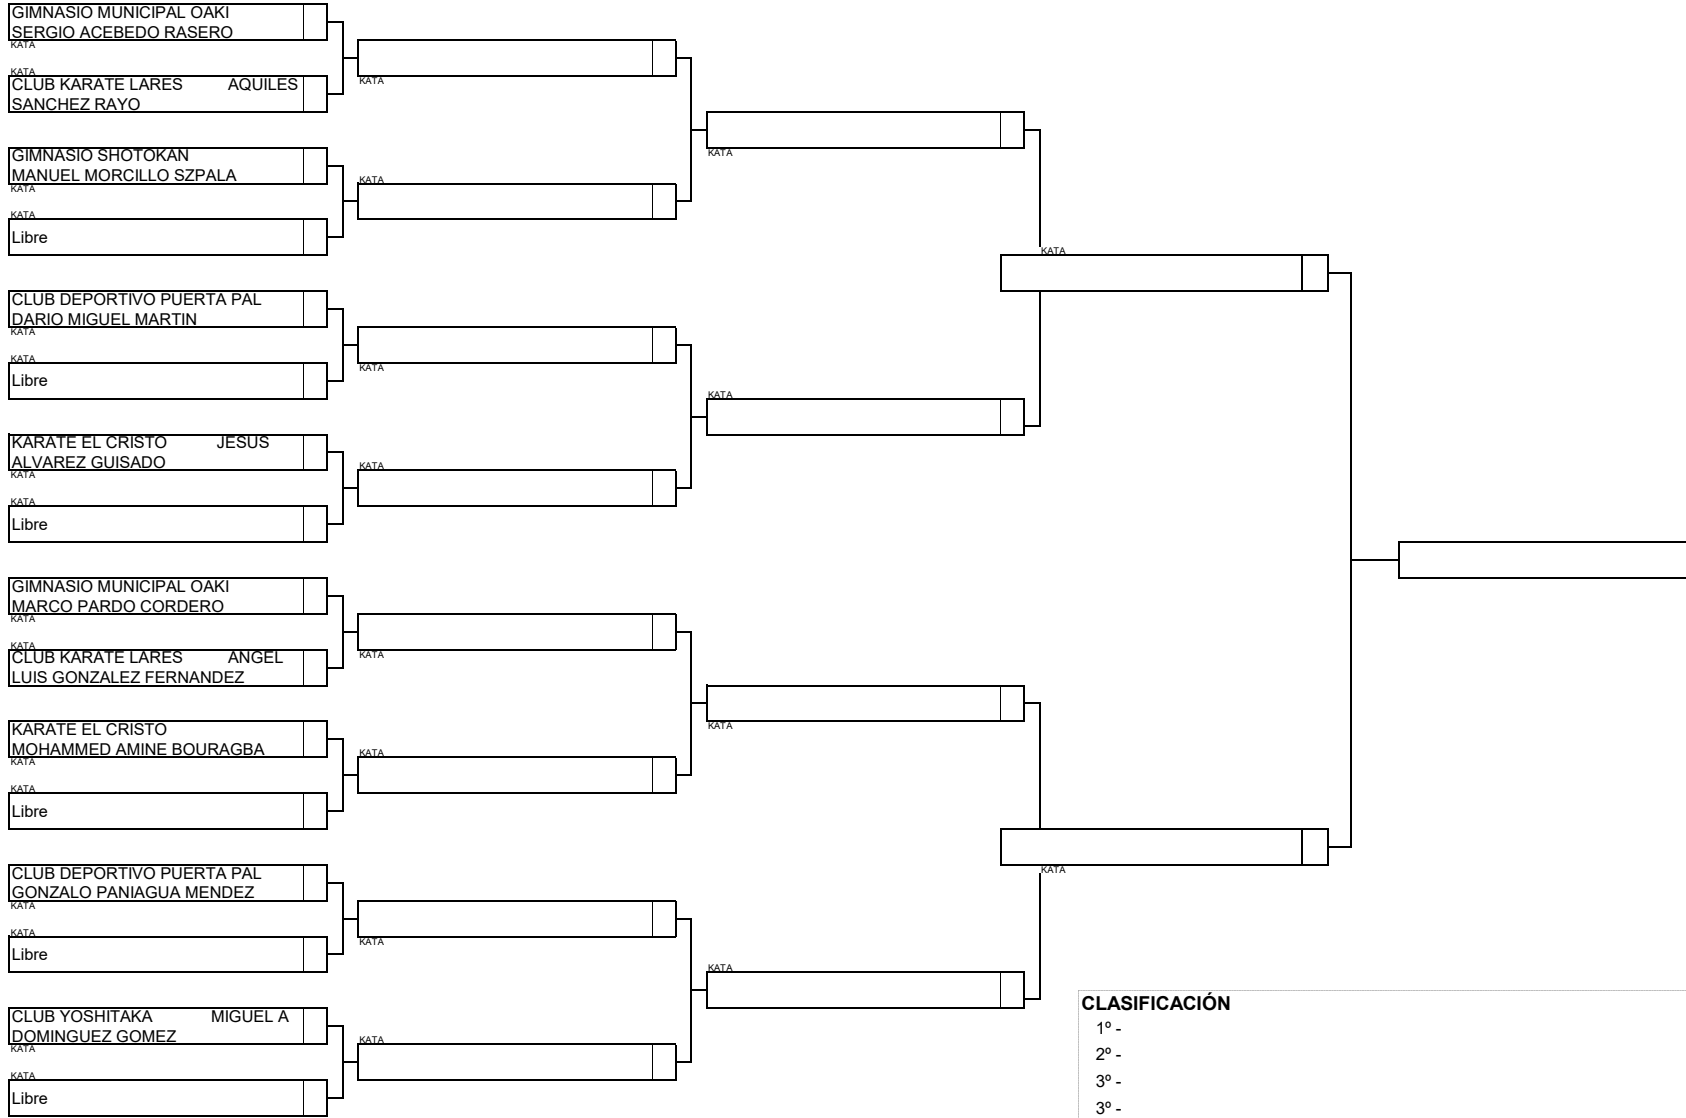 GIMNASIO MUNICIPAL OAKI
SERGIO ACEBEDO RASERO
KATA
KATA
CLUB KARATE LARES AQUILES
SANCHEZ RAYO
GIMNASIO SHOTOKAN
MANUEL MORCILLO SZPALA
KATA
KATA
Libre
CLUB DEPORTIVO PUERTA PAL
DARIO MIGUEL MARTIN
KATA
KATA
Libre
KARATE EL CRISTO JESUS
ALVAREZ GUISADO
KATA
KATA
Libre
GIMNASIO MUNICIPAL OAKI
MARCO PARDO CORDERO
KATA
KATA
CLUB KARATE LARES ANGEL
LUIS GONZALEZ FERNANDEZ
KARATE EL CRISTO
MOHAMMED AMINE BOURAGBA
KATA
KATA
Libre
CLUB DEPORTIVO PUERTA PAL
GONZALO PANIAGUA MENDEZ
KATA
KATA
Libre
CLUB YOSHITAKA MIGUEL A
DOMINGUEZ GOMEZ
KATA
KATA
Libre
KATA
KATA
KATA
KATA
KATA
KATA
KATA
KATA
KATA
KATA
KATA
KATA
KATA
KATA
CLASIFICACIÓN
1º -
2º -
3º -
3º -